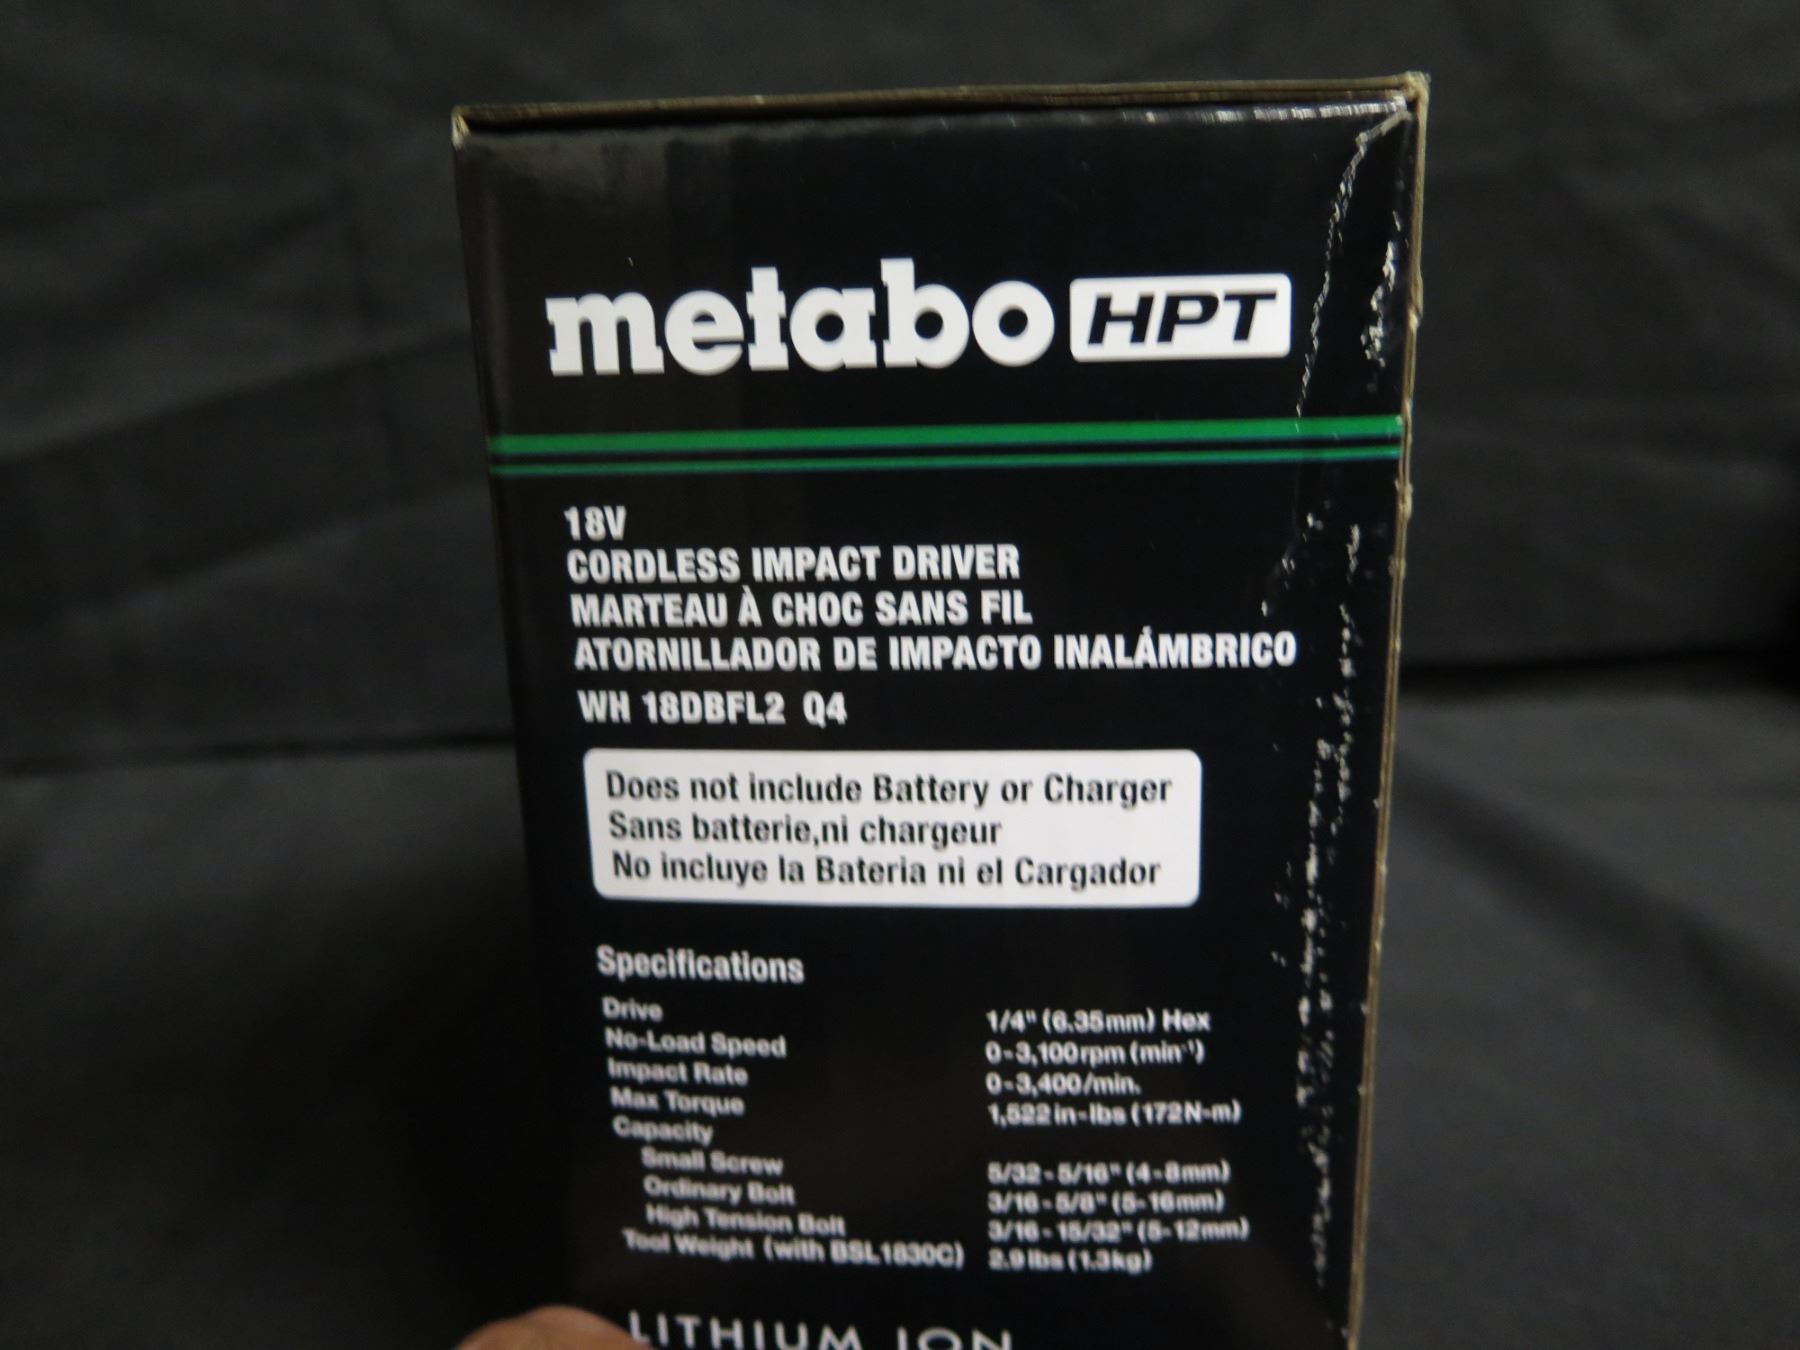 metabo HPT
18V
CORDLESS IMPACT DRIVER
MARTEAU À CHOC SANS FIL
ATORNILLADOR DE IMPACTO INALÁMBRICO
WH 18DBFL2 Q4
Does not include Battery or Charger
Sans batterie,ni chargeur
No incluye la Bateria ni el Cargador
Specifications
Drive 1/4" (6.35mm) Hex
No-Load Speed 0-3,100rpm (min⁻¹)
Impact Rate 0-3,400/min.
Max Torque 1,522in-lbs (172N-m)
Capacity
Small Screw 5/32 - 5/16" (4-8mm)
Ordinary Bolt 3/16 - 5/8" (5-16mm)
High Tension Bolt 3/16 - 15/32" (5-12mm)
Tool Weight (with BSL1830C) 2.9lbs (1.3kg)
LITHIUM ION